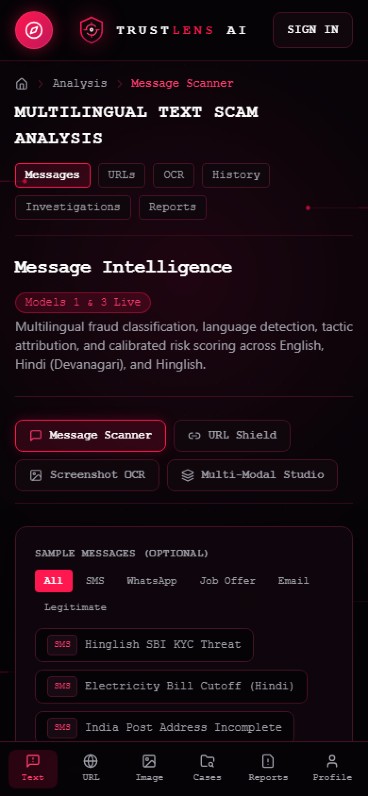 TRUSTLENS AI
SIGN IN
Analysis > Message Scanner
MULTILINGUAL TEXT SCAM
ANALYSIS
Messages URLs OCR History
Investigations Reports
Message Intelligence
Models 1 & 3 Live
Multilingual fraud classification, language detection, tactic
attribution, and calibrated risk scoring across English,
Hindi (Devanagari), and Hinglish.
Message Scanner URL Shield
Screenshot OCR Multi-Modal Studio
SAMPLE MESSAGES (OPTIONAL)
All SMS WhatsApp Job Offer Email
Legitimate
SMS Hinglish SBI KYC Threat
SMS Electricity Bill Cutoff (Hindi)
SMS India Post Address Incomplete
Text URL Image Cases Reports Profile